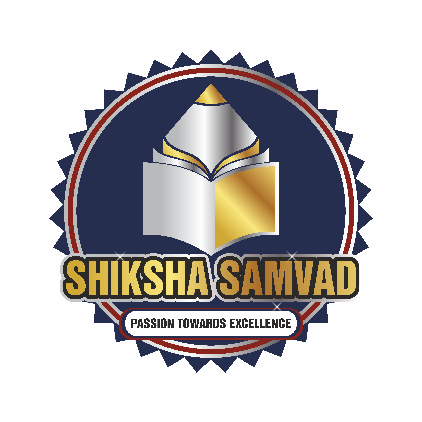 SHIKSHA SAMVAD
PASSION TOWARDS EXCELLENCE